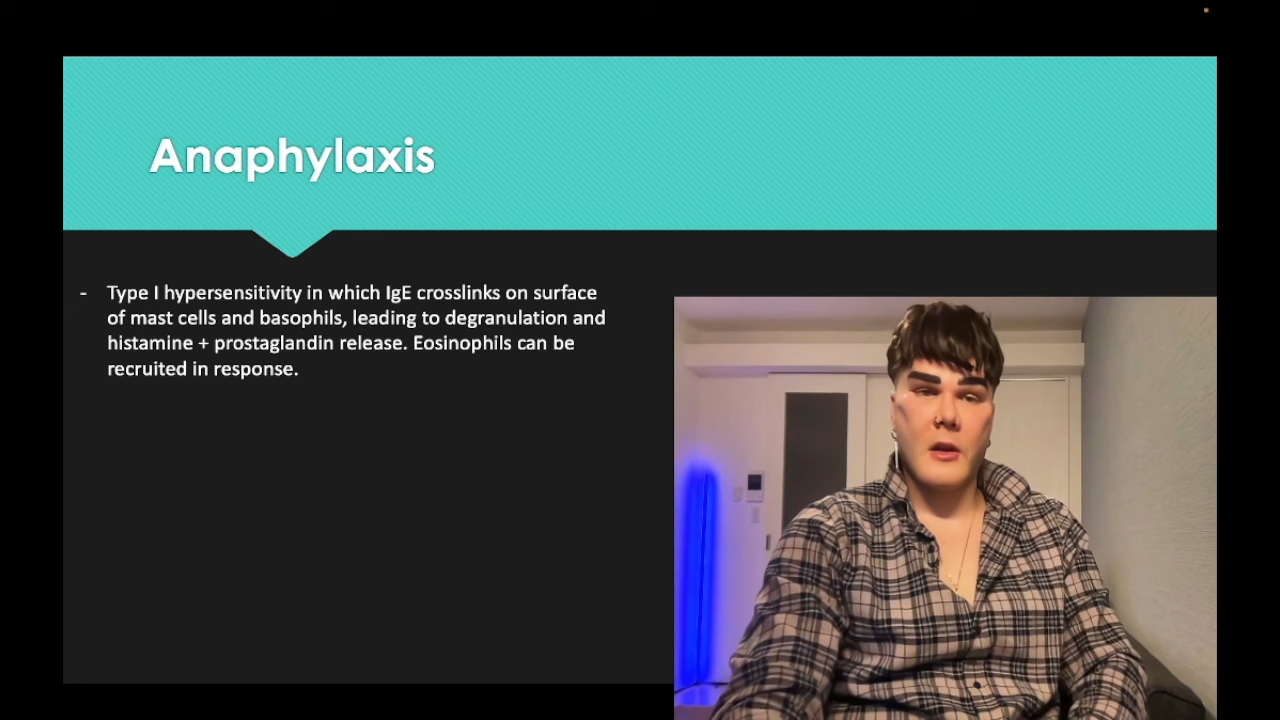 Anaphylaxis
- Type I hypersensitivity in which IgE crosslinks on surface
of mast cells and basophils, leading to degranulation and
histamine + prostaglandin release. Eosinophils can be
recruited in response.